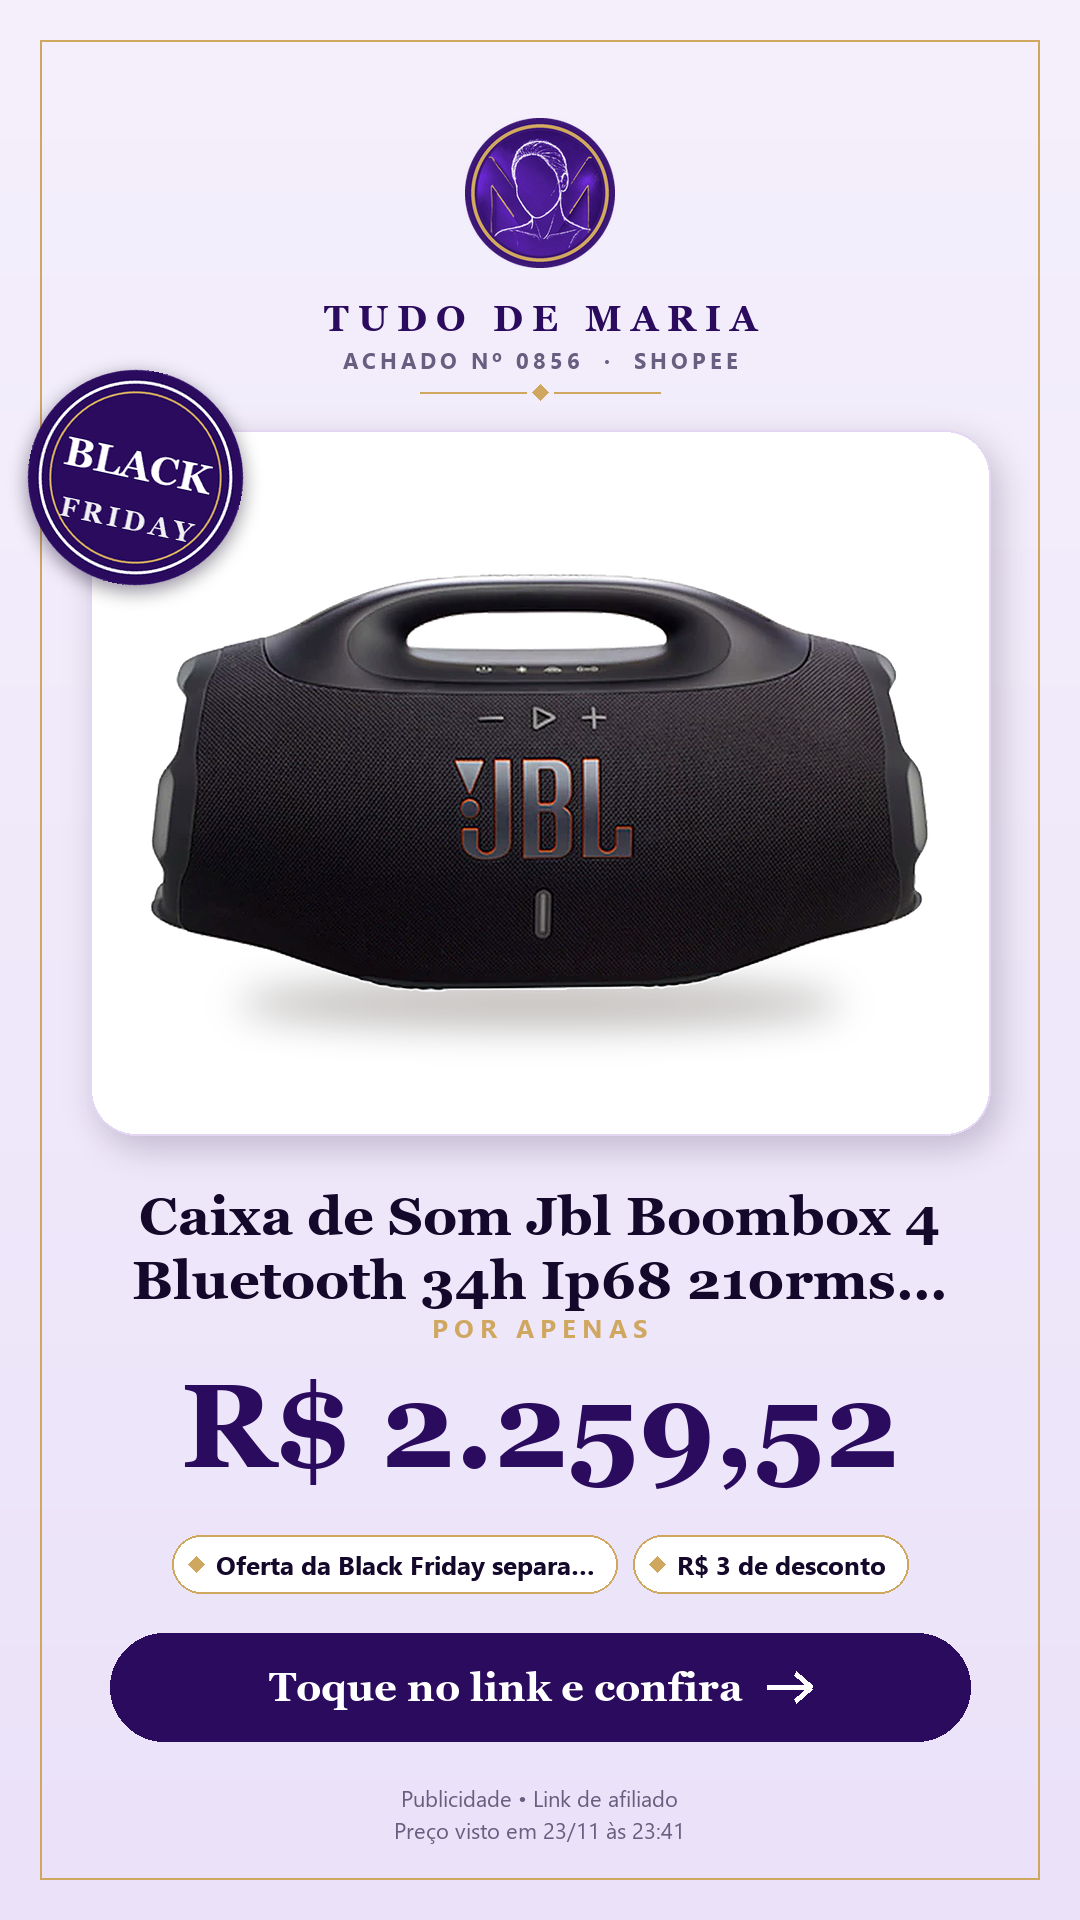 TUDO DE MARIA
ACHADO Nº 0856 · SHOPEE
BLACK
FRIDAY
JBL
Caixa de Som Jbl Boombox 4
Bluetooth 34h Ip68 210rms...
POR APENAS
R$ 2.259,52
Oferta da Black Friday separa...
R$ 3 de desconto
Toque no link e confira →
Publicidade • Link de afiliado
Preço visto em 23/11 às 23:41